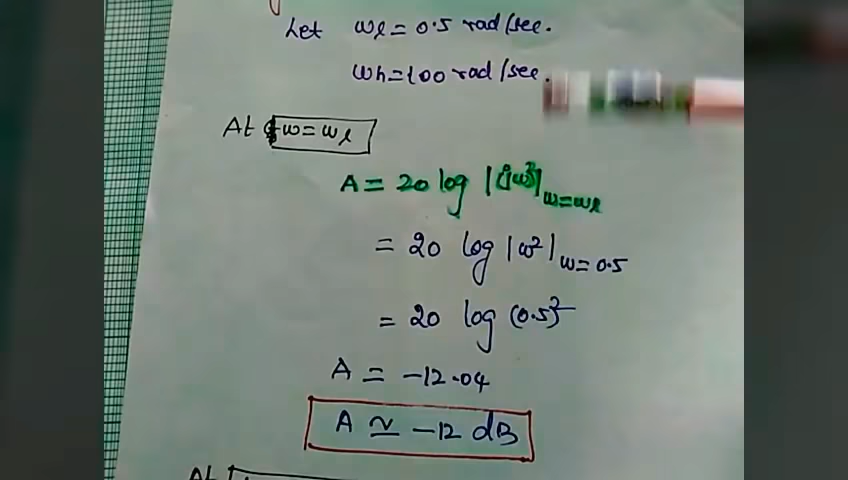 Let ωl = 0.5 rad/sec.
ωh = 100 rad/sec.
At ω = ωl
A = 20 log |(jω)²| ω=ωl
= 20 log |ω²| ω=0.5
= 20 log (0.5)²
A = -12.04
A ≃ -12 dB
At